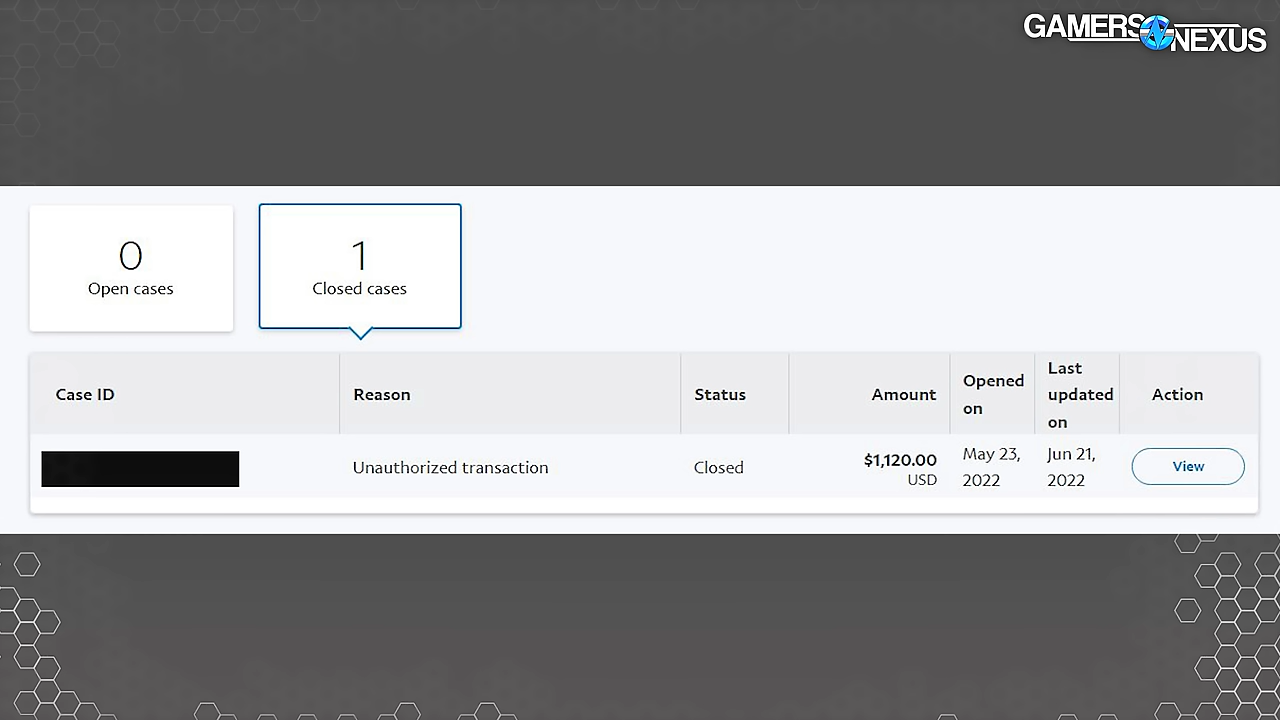 GAMERS NEXUS
0
Open cases
1
Closed cases
Case ID
Reason
Status
Amount
Opened
on
Last
updated
on
Action
Unauthorized transaction
Closed
$1,120.00
USD
May 23,
2022
Jun 21,
2022
View